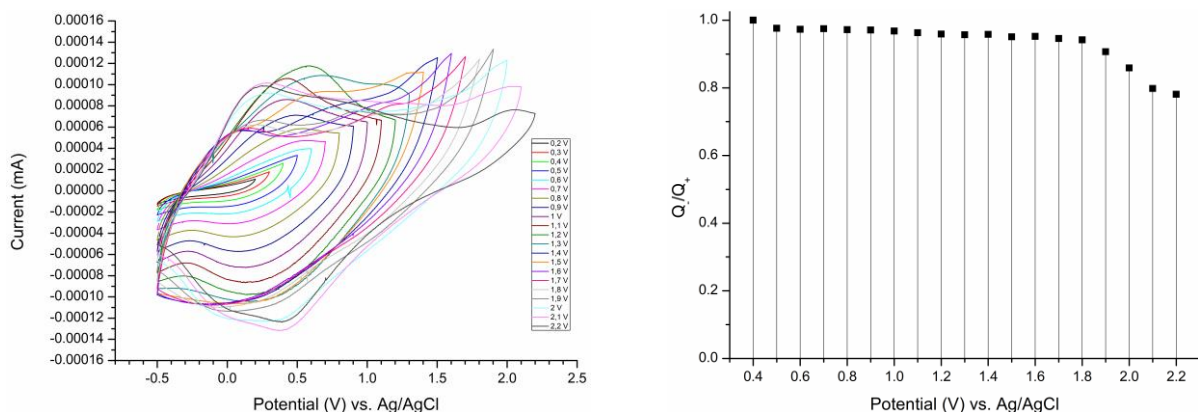 0.00016
0.00014
0.00012
0.00010
0.00008
0.00006
0.00004
0.00002
0.00000
-0.00002
-0.00004
-0.00006
-0.00008
-0.00010
-0.00012
-0.00014
-0.00016
Current (mA)
-0.5
0.0
0.5
1.0
1.5
2.0
2.5
Potential (V) vs. Ag/AgCl
0,2 V
0,3 V
0,4 V
0,5 V
0,6 V
0,7 V
0,8 V
0,9 V
1 V
1,1 V
1,2 V
1,3 V
1,4 V
1,5 V
1,6 V
1,7 V
1,8 V
1,9 V
2 V
2,1 V
2,2 V
1.0
0.8
0.6
0.4
0.2
0.0
Q-/Q+
0.4
0.6
0.8
1.0
1.2
1.4
1.6
1.8
2.0
2.2
Potential (V) vs. Ag/AgCl